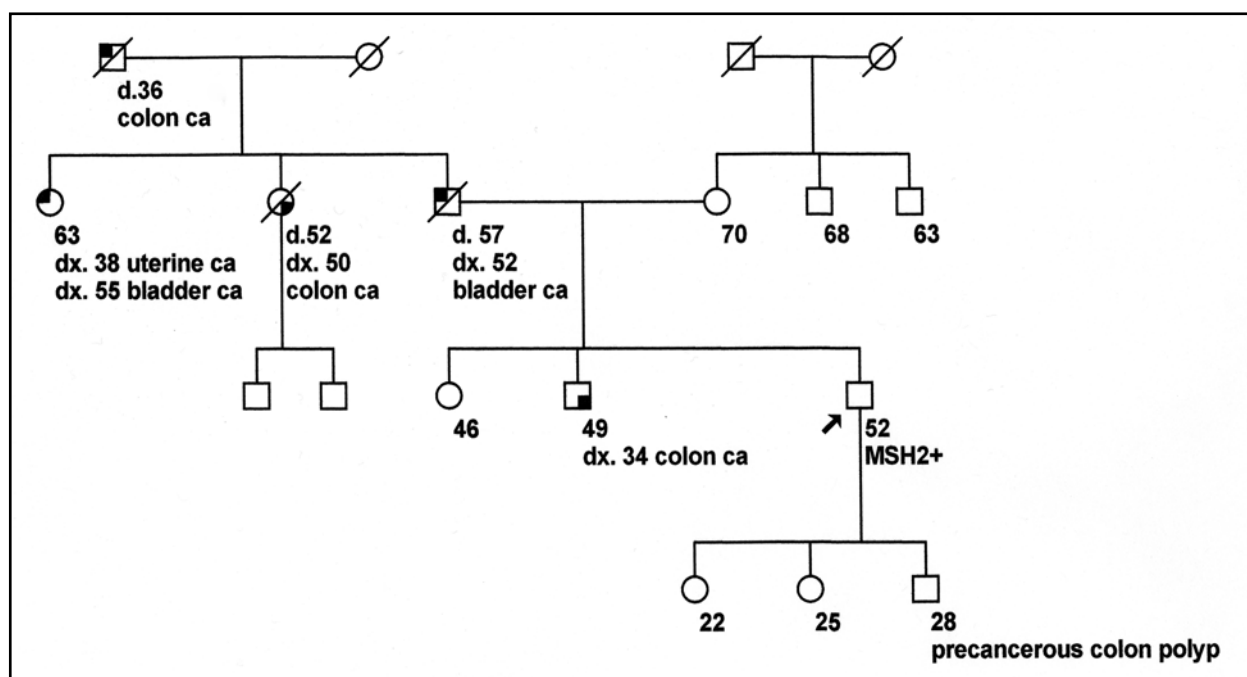 d.36
colon ca
63
dx. 38 uterine ca
dx. 55 bladder ca
d.52
dx. 50
colon ca
d. 57
dx. 52
bladder ca
70
68
63
46
49
dx. 34 colon ca
52
MSH2+
22
25
28
precancerous colon polyp